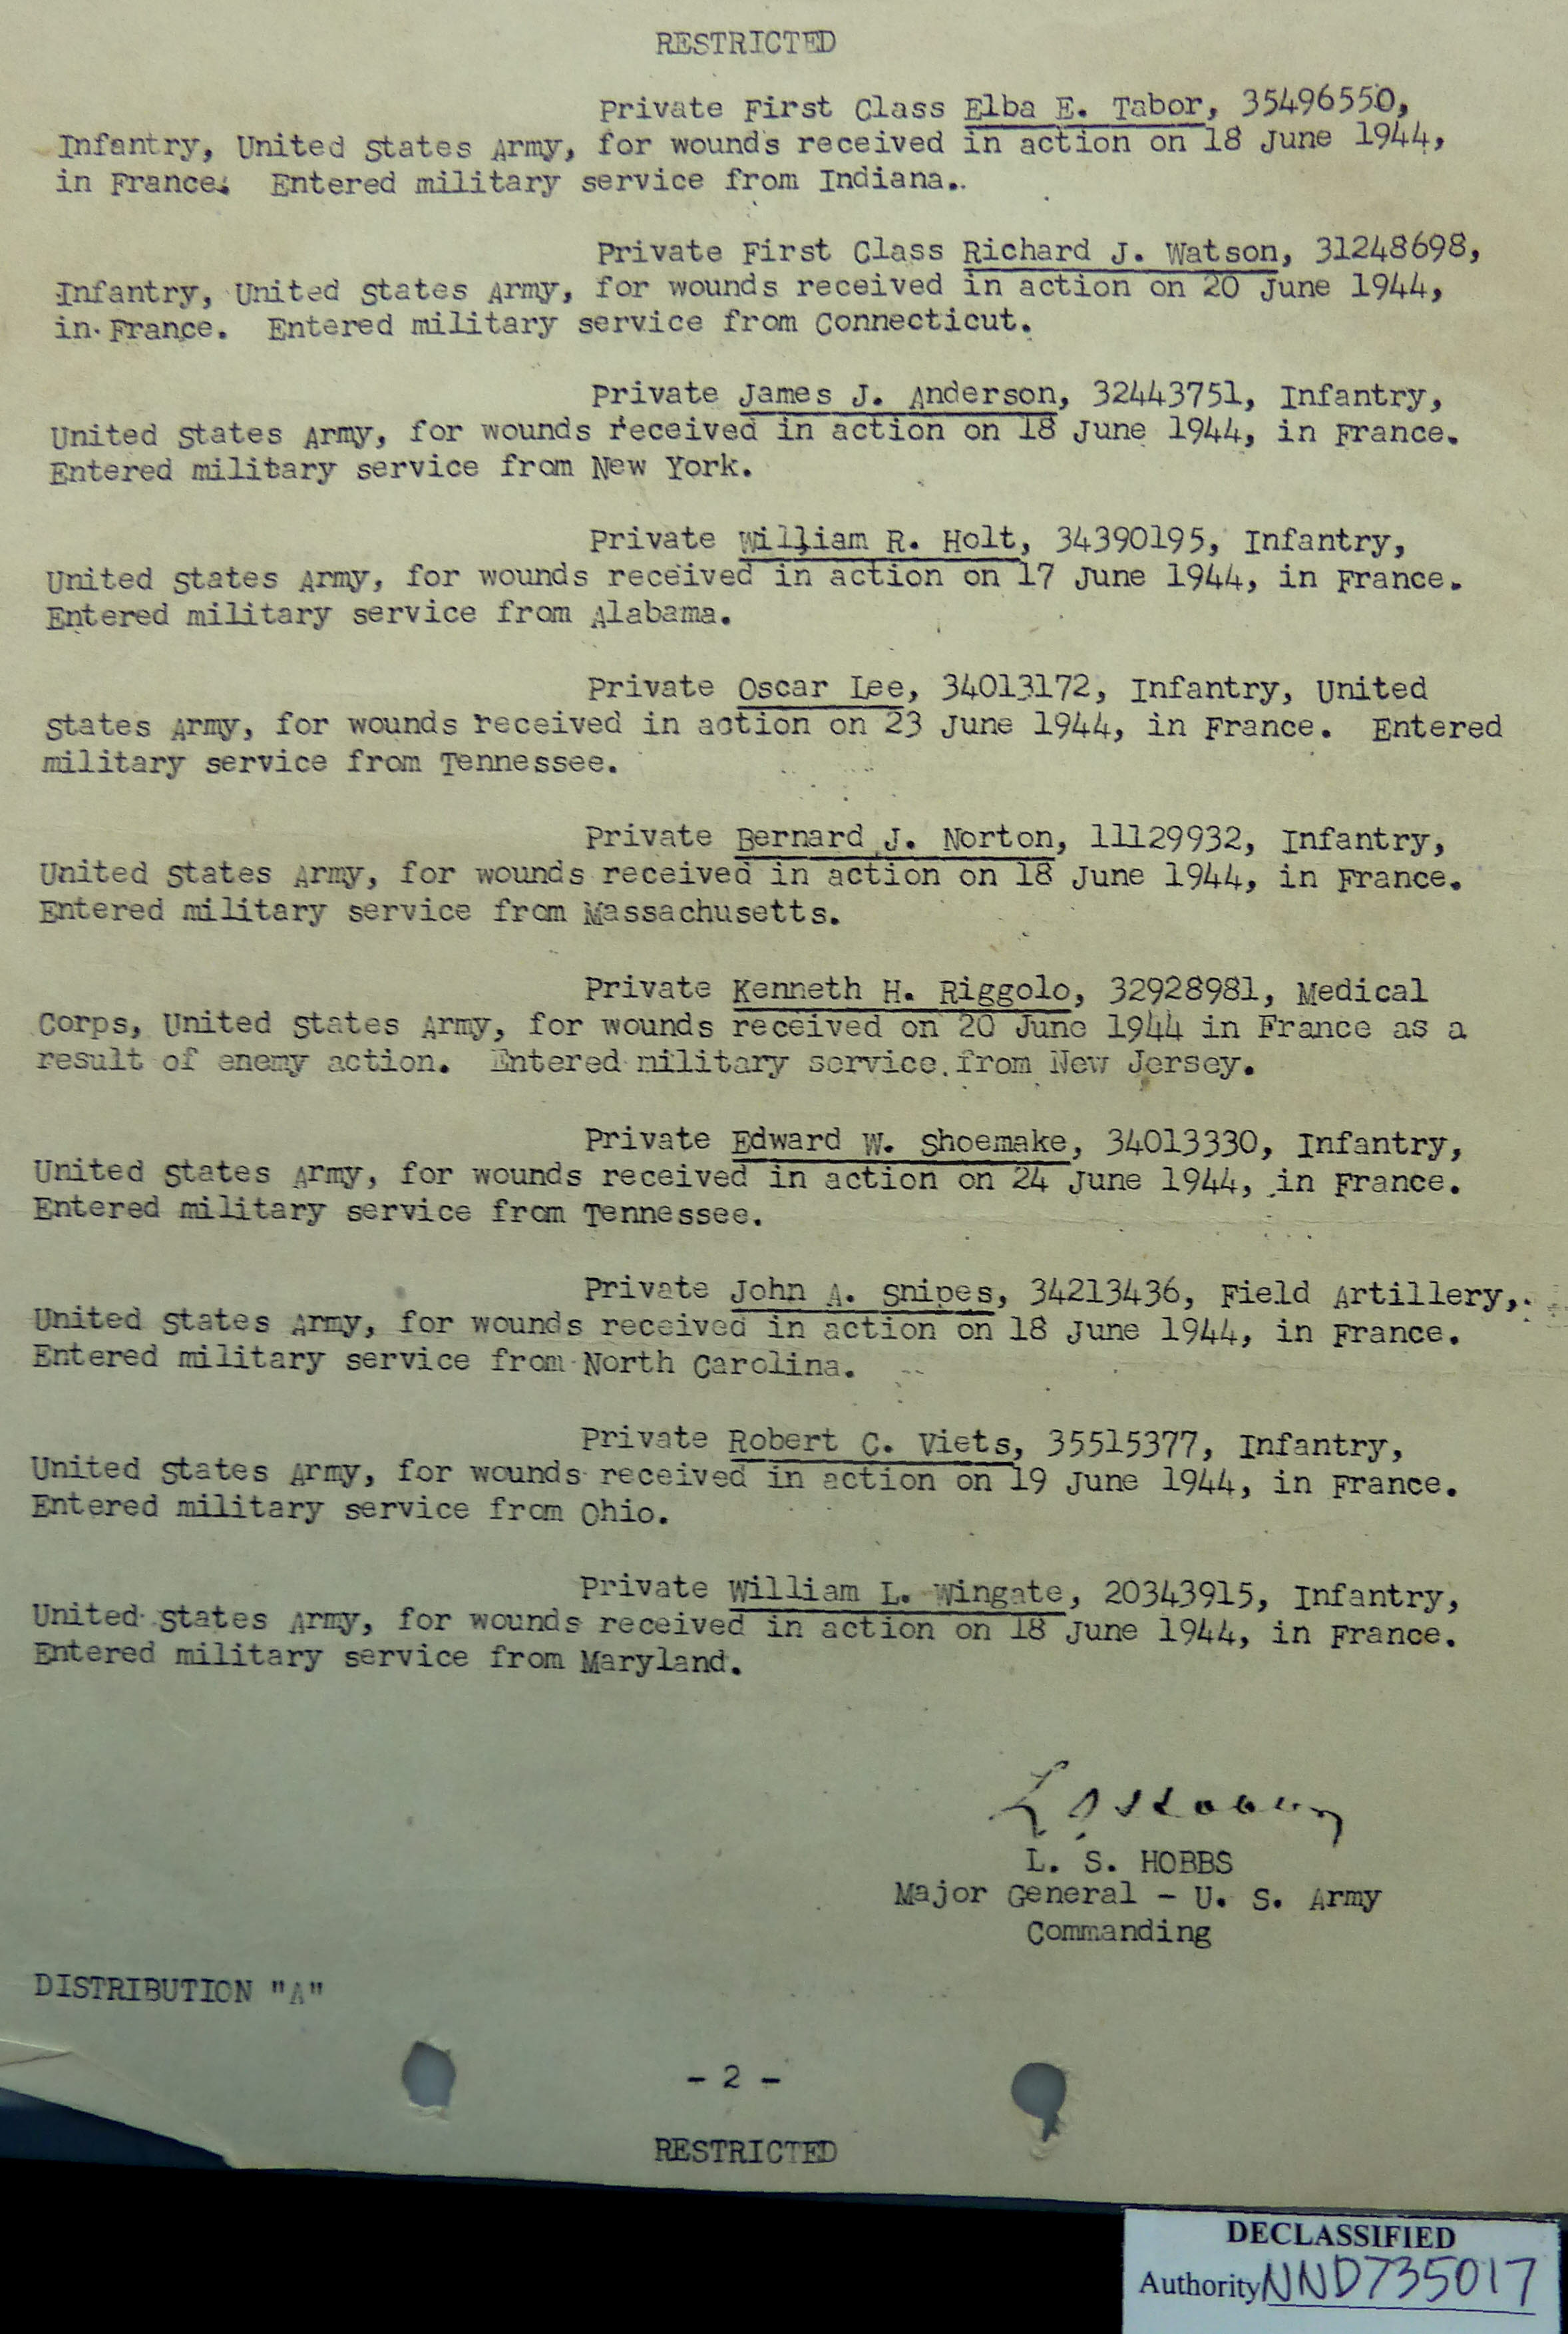 RESTRICTED
Private First Class Elba E. Tabor, 35496550,
Infantry, United States Army, for wounds received in action on 18 June 1944,
in France. Entered military service from Indiana.
Private First Class Richard J. Watson, 31248698,
Infantry, United States Army, for wounds received in action on 20 June 1944,
in France. Entered military service from Connecticut.
Private James J. Anderson, 32443751, Infantry,
United States Army, for wounds received in action on 18 June 1944, in France.
Entered military service from New York.
Private William R. Holt, 34390195, Infantry,
United States Army, for wounds received in action on 17 June 1944, in France.
Entered military service from Alabama.
Private Oscar Lee, 34013172, Infantry, United
States Army, for wounds received in action on 23 June 1944, in France. Entered
military service from Tennessee.
Private Bernard J. Norton, 11129932, Infantry,
United States Army, for wounds received in action on 18 June 1944, in France.
Entered military service from Massachusetts.
Private Kenneth H. Riggolo, 32928981, Medical
Corps, United States Army, for wounds received on 20 June 1944 in France as a
result of enemy action. Entered military service from New Jersey.
Private Edward W. Shoemake, 34013330, Infantry,
United States Army, for wounds received in action on 24 June 1944, in France.
Entered military service from Tennessee.
Private John A. Snipes, 34213436, Field Artillery,
United States Army, for wounds received in action on 18 June 1944, in France.
Entered military service from North Carolina.
Private Robert C. Viets, 35515377, Infantry,
United States Army, for wounds received in action on 19 June 1944, in France.
Entered military service from Ohio.
Private William L. Wingate, 20343915, Infantry,
United States Army, for wounds received in action on 18 June 1944, in France.
Entered military service from Maryland.
L. S. HOBBS
Major General - U. S. Army
Commanding
DISTRIBUTION "A"
- 2 -
RESTRICTED
DECLASSIFIED
Authority NND735017